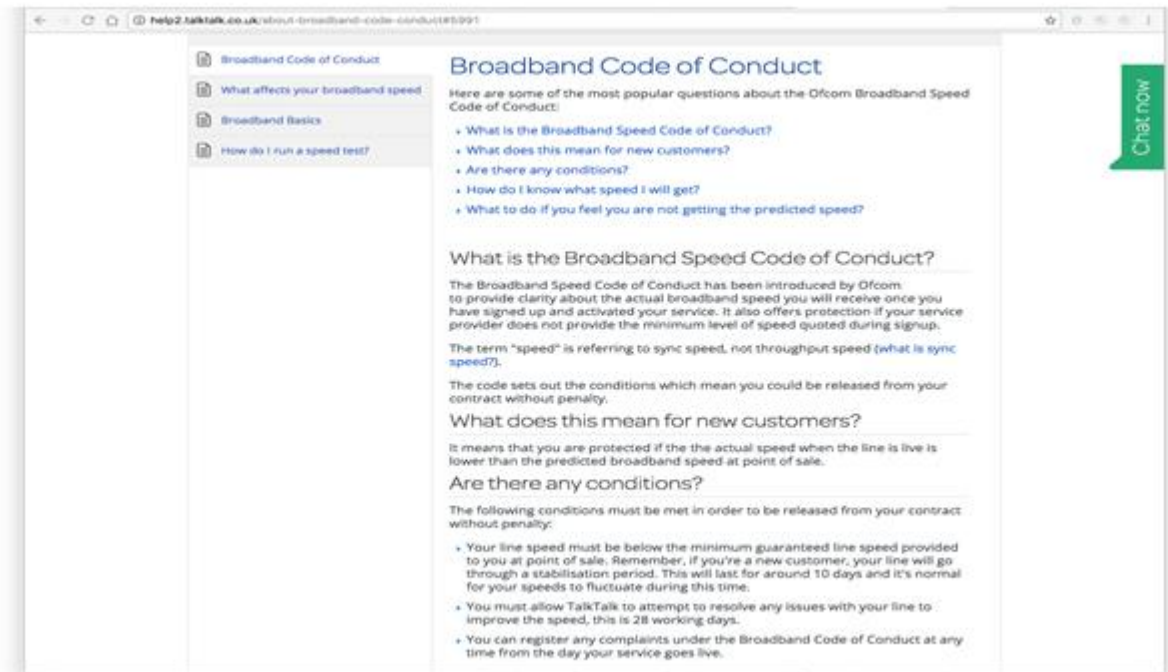 help2.talktalk.co.uk/about-broadband-code-conduct#5991
Broadband Code of Conduct
What affects your broadband speed
Broadband Basics
How do I run a speed test?
Chat now
Broadband Code of Conduct
Here are some of the most popular questions about the Ofcom Broadband Speed
Code of Conduct:
What is the Broadband Speed Code of Conduct?
What does this mean for new customers?
Are there any conditions?
How do I know what speed I will get?
What to do if you feel you are not getting the predicted speed?
What is the Broadband Speed Code of Conduct?
The Broadband Speed Code of Conduct has been introduced by Ofcom
to provide clarity about the actual broadband speed you will receive once you
have signed up and activated your service. It also offers protection if your service
provider does not provide the minimum level of speed quoted during signup.
The term "speed" is referring to sync speed, not throughput speed (what is sync
speed?).
The code sets out the conditions which mean you could be released from your
contract without penalty.
What does this mean for new customers?
It means that you are protected if the the actual speed when the line is live is
lower than the predicted broadband speed at point of sale.
Are there any conditions?
The following conditions must be met in order to be released from your contract
without penalty:
Your line speed must be below the minimum guaranteed line speed provided
to you at point of sale. Remember, if you're a new customer, your line will go
through a stabilisation period. This will last for around 10 days and it's normal
for your speeds to fluctuate during this time.
You must allow TalkTalk to attempt to resolve any issues with your line to
improve the speed, this is 28 working days.
You can register any complaints under the Broadband Code of Conduct at any
time from the day your service goes live.